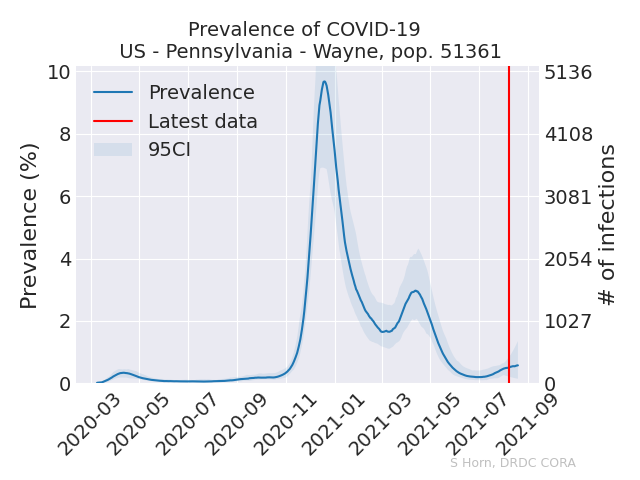 Prevalence of COVID-19
US - Pennsylvania - Wayne, pop. 51361
Prevalence
Latest data
95CI
Prevalence (%)
10
8
6
4
2
0
5136
4108
3081
2054
1027
0
# of infections
2020-03
2020-05
2020-07
2020-09
2020-11
2021-01
2021-03
2021-05
2021-07
2021-09
S Horn, DRDC CORA